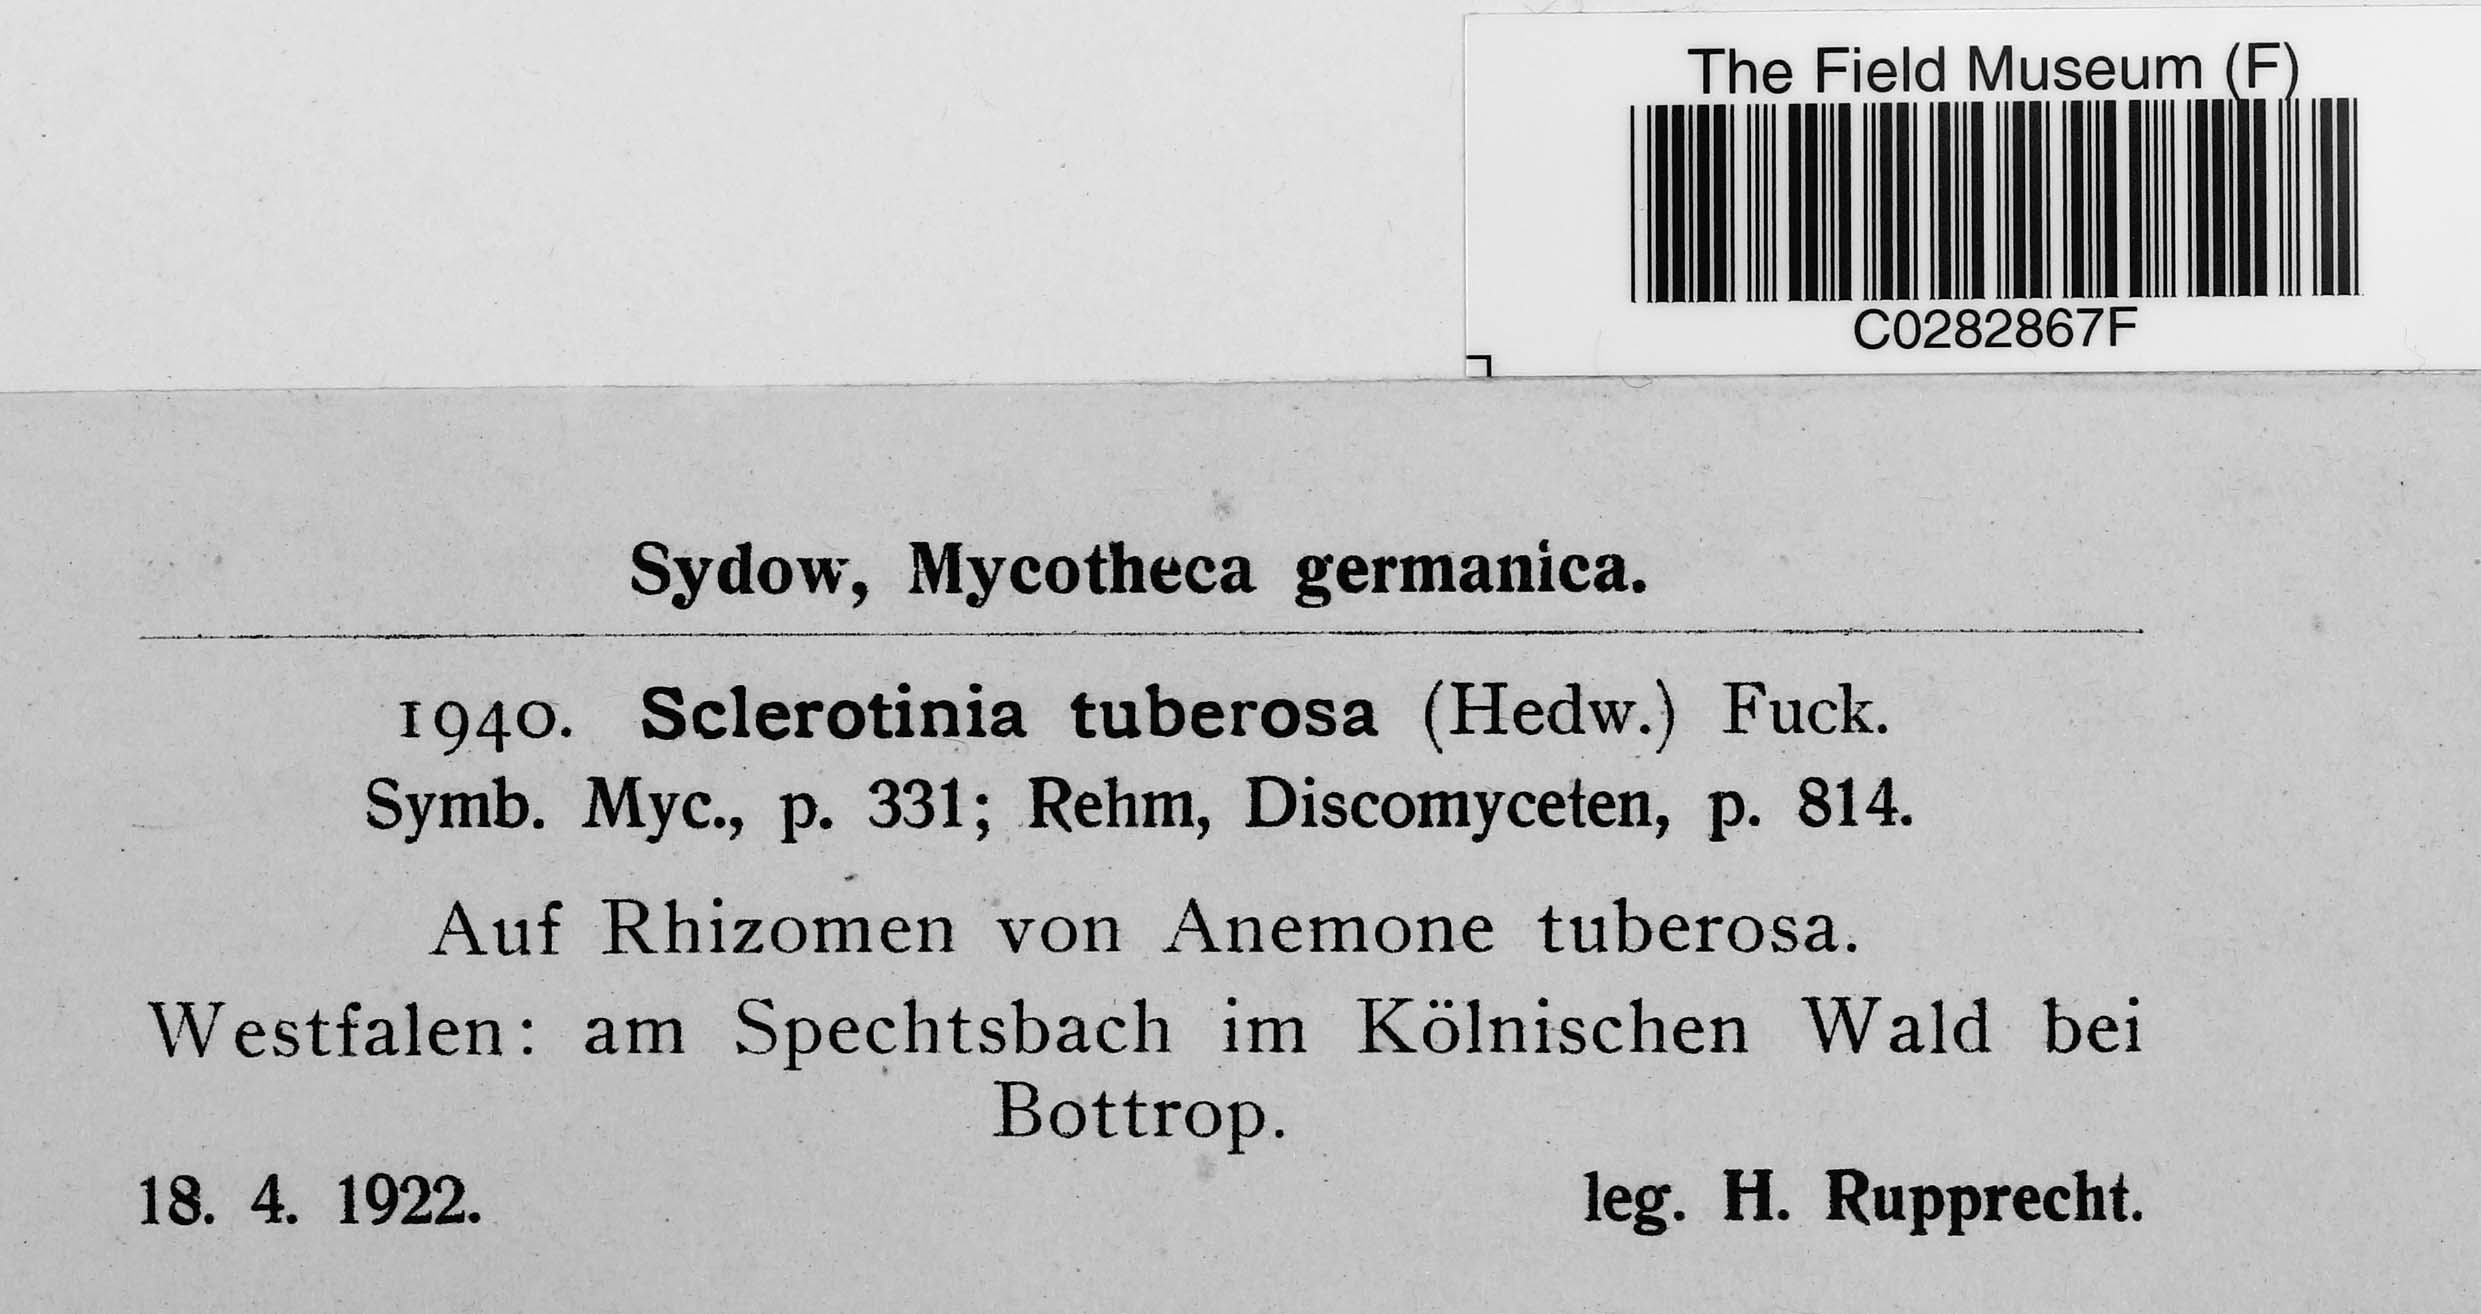 The Field Museum (F)
C0282867F
Sydow, Mycotheca germanica.
1940. Sclerotinia tuberosa (Hedw.) Fuck.
Symb. Myc., p. 331; Rehm, Discomyceten, p. 814.
Auf Rhizomen von Anemone tuberosa.
Westfalen: am Spechtsbach im Kölnischen Wald bei
Bottrop.
18. 4. 1922. leg. H. Rupprecht.